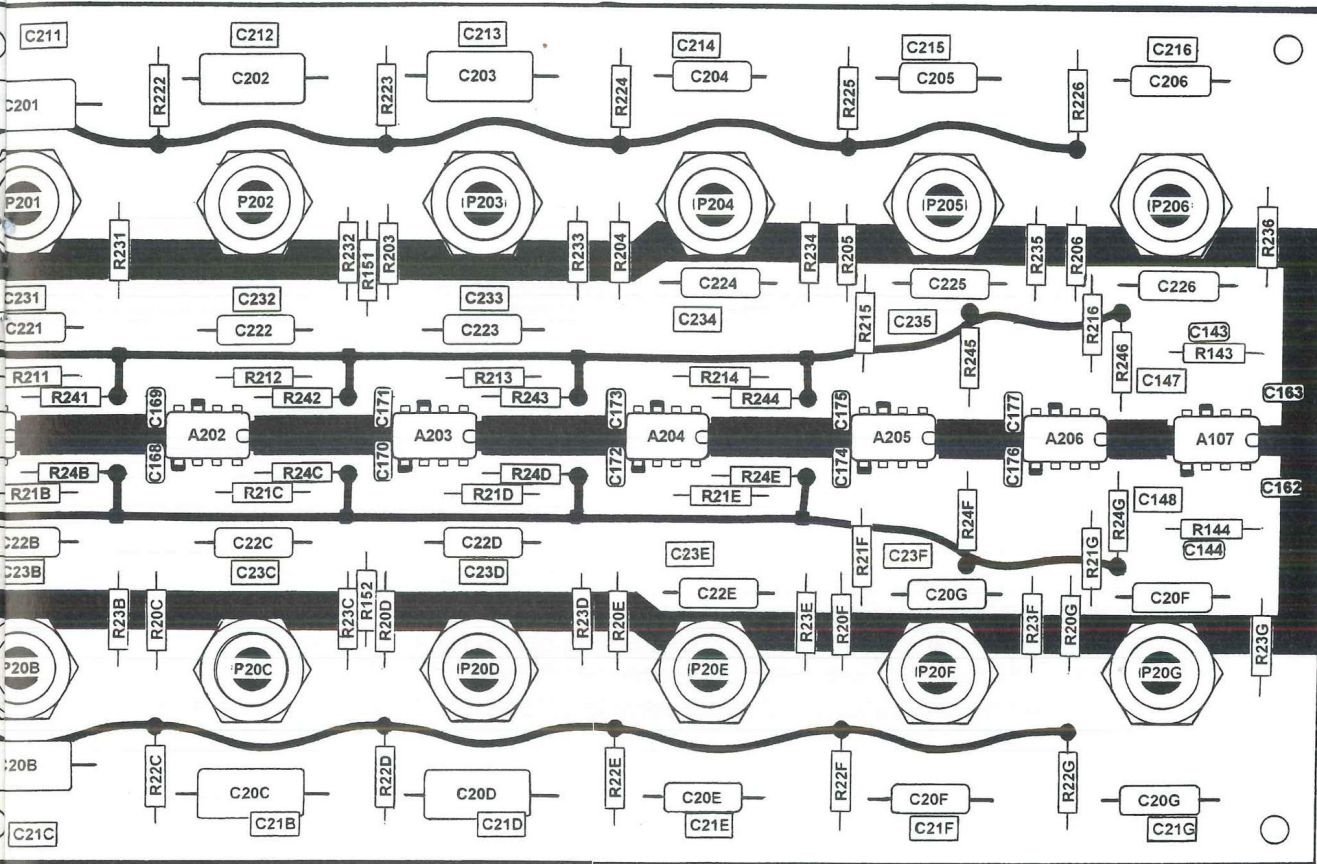 C211 C212 C213 C214 C215 C216
C201 R222 C202 R223 C203 R224 C204 R225 C205 R226 C206
P201 P202 P203 P204 P205 P206
R231 R232 R151 R203 R233 R204 R234 R205 R235 R206 R236
C224 C225 C226
C231 C232 C233 C234 R215 C235 R216
C221 C222 C223 R245 R246 C143
R143
R211 R212 R213 R214 C147
R241 C169 R242 C171 R243 C173 R244 C175 C177 C163
A202 A203 A204 A205 A206 A107
C168 C170 C172 C174 C176
R24B R24C R24D R24E C162
R21B R21C R21D R21E R24F R24G C148
R144
C22B C22C C22D C23E R21F C23F R21G C144
C23B C23C C23D
C22E C20G C20F
R23B R20C R23C R152 R20D R23D R20E R23E R20F R23F R20G R23G
P20B P20C P20D P20E P20F P20G
C20B R22C C20C R22D C20D R22E C20E R22F C20F R22G C20G
C21C C21B C21D C21E C21F C21G